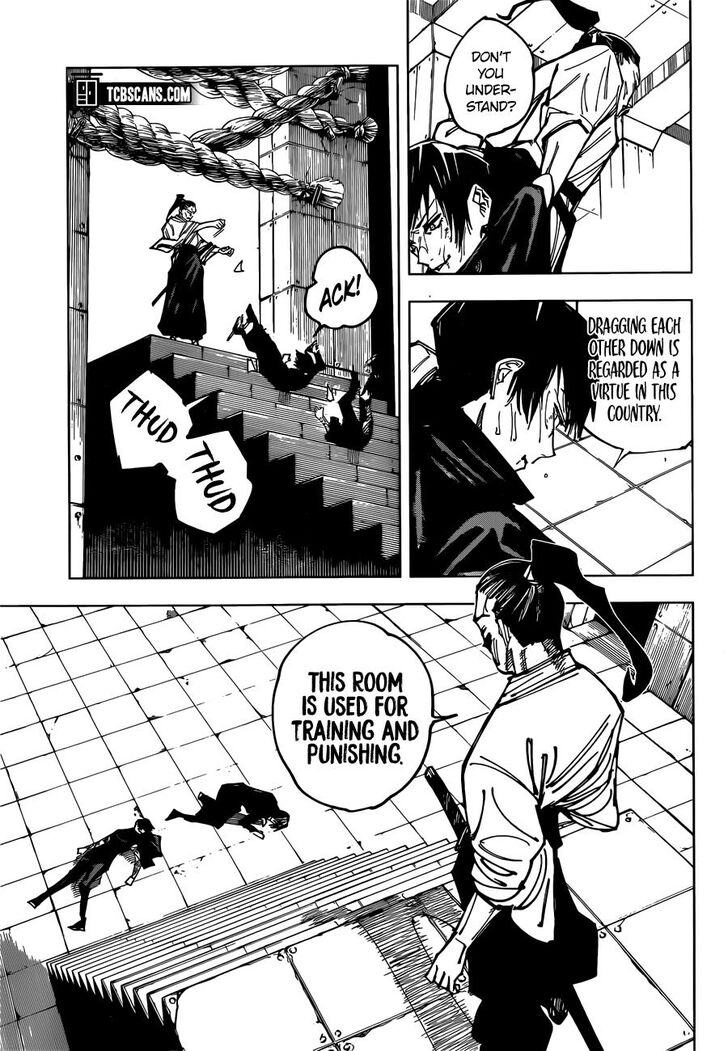 DON'T
YOU
UNDER-
STAND?
DRAGGING EACH
OTHER DOWN IS
REGARDED AS A
VIRTUE IN THIS
COUNTRY.
TCBSCANS.COM
ACK!
THUD
THUD
THIS ROOM
IS USED FOR
TRAINING AND
PUNISHING.